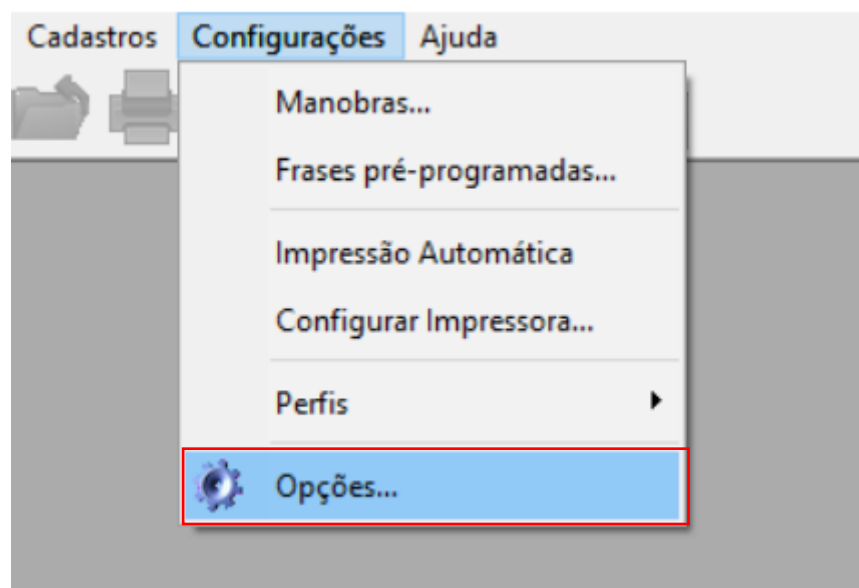 Cadastros Configurações Ajuda
Manobras...
Frases pré-programadas...
Impressão Automática
Configurar Impressora...
Perfis
Opções...